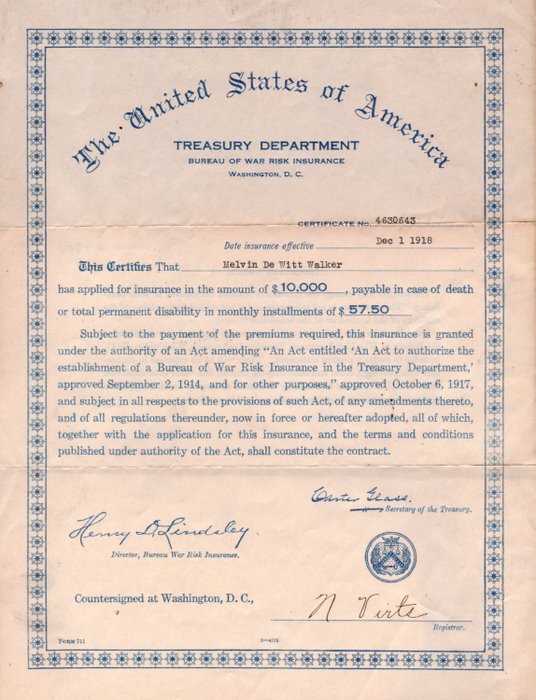 The United States of America
TREASURY DEPARTMENT
BUREAU OF WAR RISK INSURANCE
WASHINGTON, D. C.
CERTIFICATE No. 4630643
Date insurance effective Dec 1 1918
This Certifies That Melvin De Witt Walker
has applied for insurance in the amount of $ 10,000, payable in case of death
or total permanent disability in monthly installments of $ 57.50
Subject to the payment of the premiums required, this insurance is granted
under the authority of an Act amending "An Act entitled 'An Act to authorize the
establishment of a Bureau of War Risk Insurance in the Treasury Department,'
approved September 2, 1914, and for other purposes," approved October 6, 1917,
and subject in all respects to the provisions of such Act, of any amendments thereto,
and of all regulations thereunder, now in force or hereafter adopted, all of which,
together with the application for this insurance, and the terms and conditions
published under authority of the Act, shall constitute the contract.
Carter Glass.
Secretary of the Treasury.
Henry D. Lindsley.
Director, Bureau War Risk Insurance.
Countersigned at Washington, D. C.,
N Virts
Registrar.
FORM 711